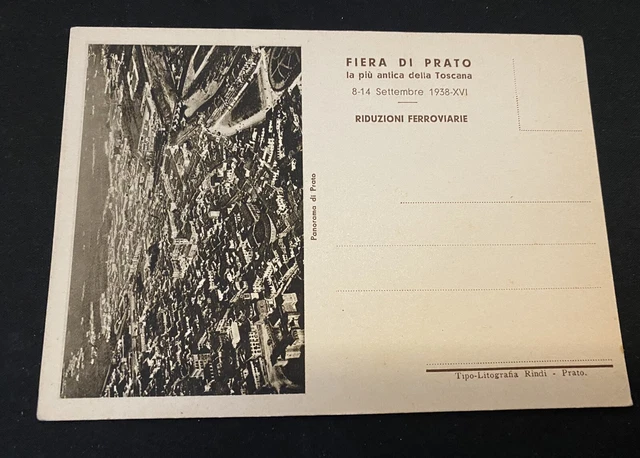 FIERA DI PRATO
la più antica della Toscana
8-14 Settembre 1938-XVI
RIDUZIONI FERROVIARIE
Panorama di Prato
Tipo-Litografia Rindi - Prato.